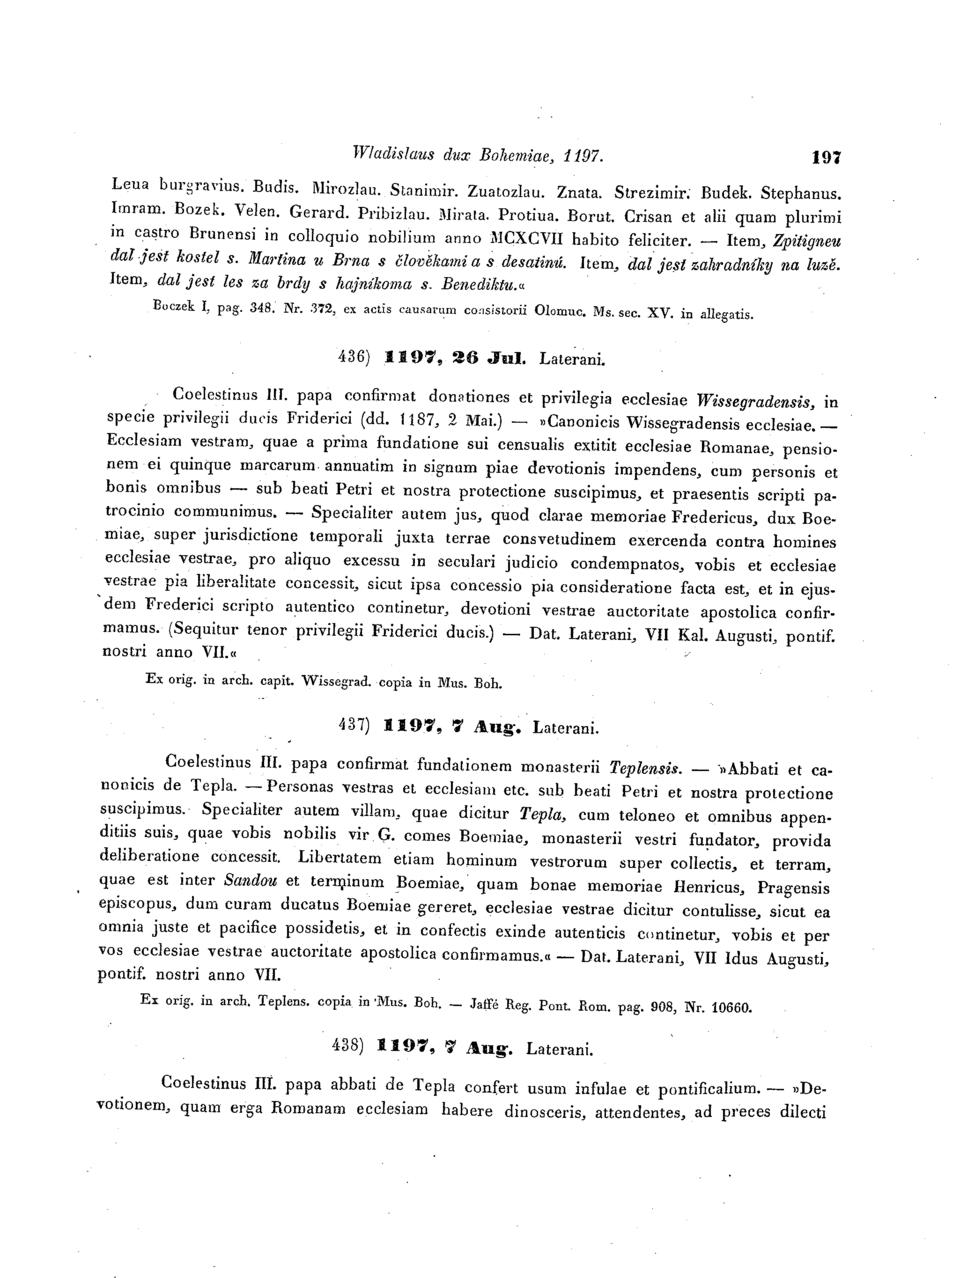 Wladislaus dux Bohemiae, 1197. 197
Leua burgravius. Budis. Mirozlau. Stanimir. Zuatozlau. Znata. Strezimir. Budek. Stephanus.
Imram. Bozek. Velen. Gerard. Pribizlau. Mirata. Protiua. Borut. Crisan et alii quam plurimi
in castro Brunensi in colloquio nobilium anno MCXCVII habito feliciter. — Item, Zpitigneu
dal jest kostel s. Martina u Brna s člověkami a s desatinú. Item, dal jest zahradníky na luzě.
Item, dal jest les za brdy s hajníkoma s. Benediktu.«
Boczek I, pag. 348. Nr. 372, ex actis causarum consistorii Olomuc. Ms. sec. XV. in allegatis.
436) 1197, 26 Jul. Laterani.
Coelestinus III. papa confirmat donationes et privilegia ecclesiae Wissegradensis, in
specie privilegii ducis Friderici (dd. 1187, 2 Mai.) — »Canonicis Wissegradensis ecclesiae. —
Ecclesiam vestram, quae a prima fundatione sui censualis extitit ecclesiae Romanae, pensio-
nem ei quinque marcarum annuatim in signum piae devotionis impendens, cum personis et
bonis omnibus — sub beati Petri et nostra protectione suscipimus, et praesentis scripti pa-
trocinio communimus. — Specialiter autem jus, quod clarae memoriae Fredericus, dux Boe-
miae, super jurisdictione temporali juxta terrae consvetudinem exercenda contra homines
ecclesiae vestrae, pro aliquo excessu in seculari judicio condempnatos, vobis et ecclesiae
vestrae pia liberalitate concessit, sicut ipsa concessio pia consideratione facta est, et in ejus-
dem Frederici scripto autentico continetur, devotioni vestrae auctoritate apostolica confir-
mamus. (Sequitur tenor privilegii Friderici ducis.) — Dat. Laterani, VII Kal. Augusti, pontif.
nostri anno VII.«
Ex orig. in arch. capit. Wissegrad. copia in Mus. Boh.
437) 1197, 7 Aug. Laterani.
Coelestinus III. papa confirmat fundationem monasterii Teplensis. — »Abbati et ca-
nonicis de Tepla. — Personas vestras et ecclesiam etc. sub beati Petri et nostra protectione
suscipimus. Specialiter autem villam, quae dicitur Tepla, cum teloneo et omnibus appen-
ditiis suis, quae vobis nobilis vir G. comes Boemiae, monasterii vestri fundator, provida
deliberatione concessit. Libertatem etiam hominum vestrorum super collectis, et terram,
quae est inter Sandou et terminum Boemiae, quam bonae memoriae Henricus, Pragensis
episcopus, dum curam ducatus Boemiae gereret, ecclesiae vestrae dicitur contulisse, sicut ea
omnia juste et pacifice possidetis, et in confectis exinde autenticis continetur, vobis et per
vos ecclesiae vestrae auctoritate apostolica confirmamus.« — Dat. Laterani, VII Idus Augusti,
pontif. nostri anno VII.
Ex orig. in arch. Teplens. copia in Mus. Boh. — Jaffé Reg. Pont. Rom. pag. 908, Nr. 10660.
438) 1197, 7 Aug. Laterani.
Coelestinus III. papa abbati de Tepla confert usum infulae et pontificalium. — »De-
votionem, quam erga Romanam ecclesiam habere dinosceris, attendentes, ad preces dilecti